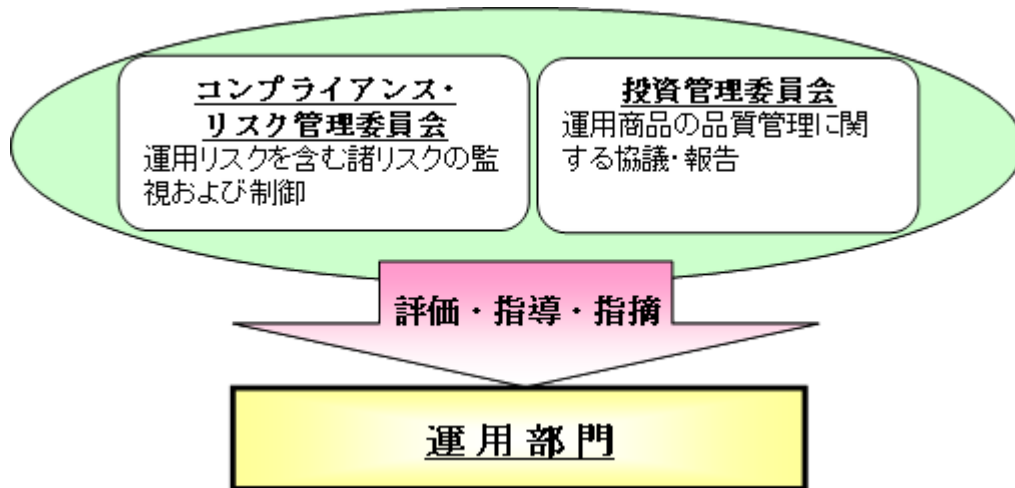 コンプライアンス・
リスク管理委員会
運用リスクを含む諸リスクの監
視および制御
投資管理委員会
運用商品の品質管理に関
する協議・報告
評価・指導・指摘
運用部門